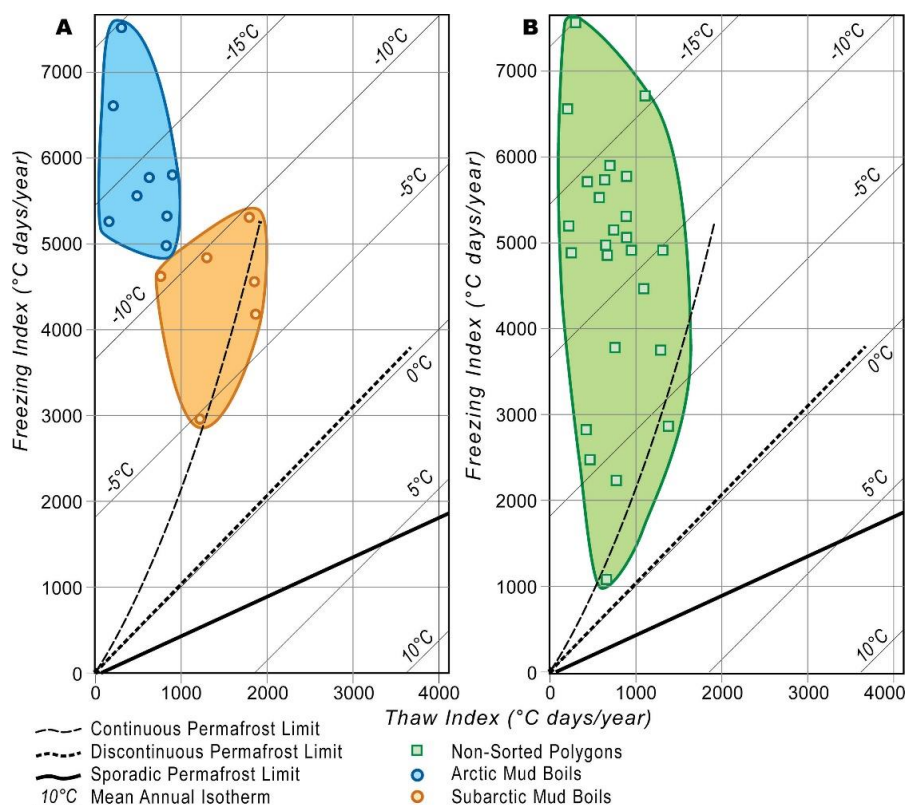 A
B
Freezing Index (°C days/year)
7000
6000
5000
4000
3000
2000
1000
0
-15°C
-10°C
-5°C
-10°C
0°C
-5°C
5°C
10°C
0
1000
2000
3000
4000
Freezing Index (°C days/year)
7000
6000
5000
4000
3000
2000
1000
0
-15°C
-10°C
-5°C
0°C
5°C
10°C
0
1000
2000
3000
4000
Thaw Index (°C days/year)
Continuous Permafrost Limit
Discontinuous Permafrost Limit
Sporadic Permafrost Limit
10°C Mean Annual Isotherm
Non-Sorted Polygons
Arctic Mud Boils
Subarctic Mud Boils